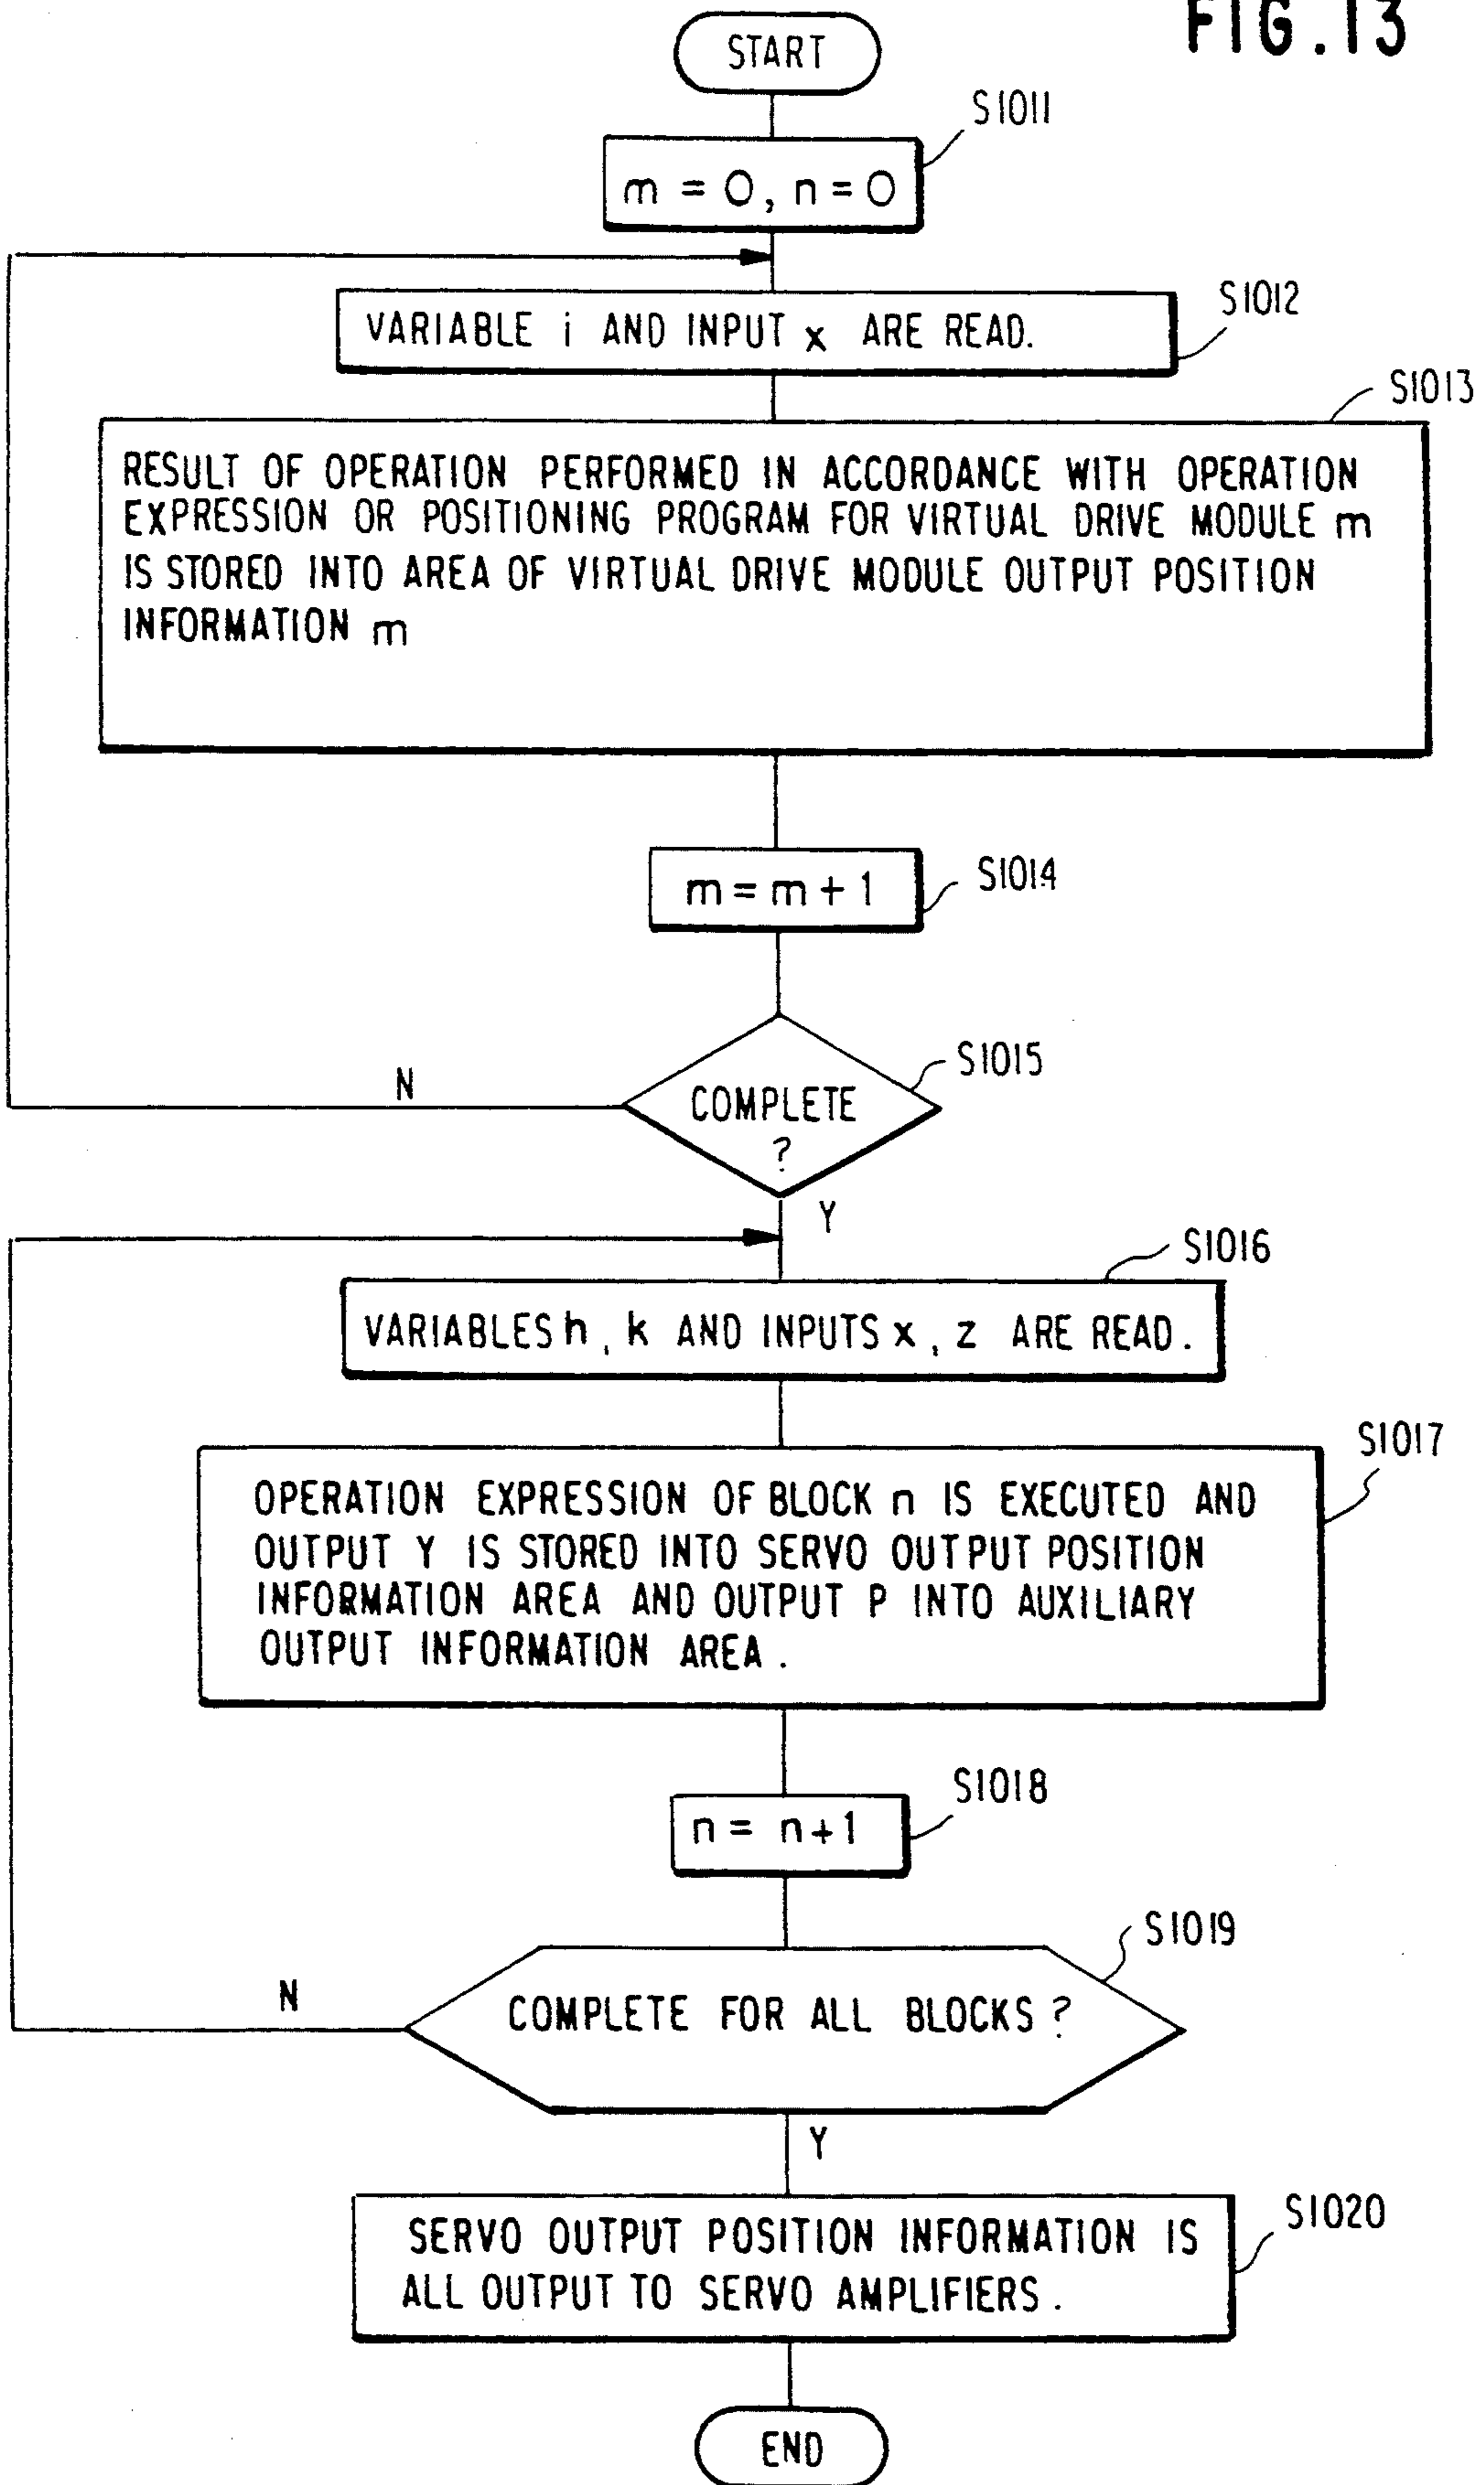 FIG.13
START
S1011
m = 0, n = 0
S1012
VARIABLE i AND INPUT x ARE READ.
S1013
RESULT OF OPERATION PERFORMED IN ACCORDANCE WITH OPERATION
EXPRESSION OR POSITIONING PROGRAM FOR VIRTUAL DRIVE MODULE m
IS STORED INTO AREA OF VIRTUAL DRIVE MODULE OUTPUT POSITION
INFORMATION m
S1014
m = m + 1
S1015
N
COMPLETE
?
Y
S1016
VARIABLES h, k AND INPUTS x, z ARE READ.
S1017
OPERATION EXPRESSION OF BLOCK n IS EXECUTED AND
OUTPUT Y IS STORED INTO SERVO OUTPUT POSITION
INFORMATION AREA AND OUTPUT P INTO AUXILIARY
OUTPUT INFORMATION AREA.
S1018
n = n+1
S1019
N
COMPLETE FOR ALL BLOCKS ?
Y
S1020
SERVO OUTPUT POSITION INFORMATION IS
ALL OUTPUT TO SERVO AMPLIFIERS.
END